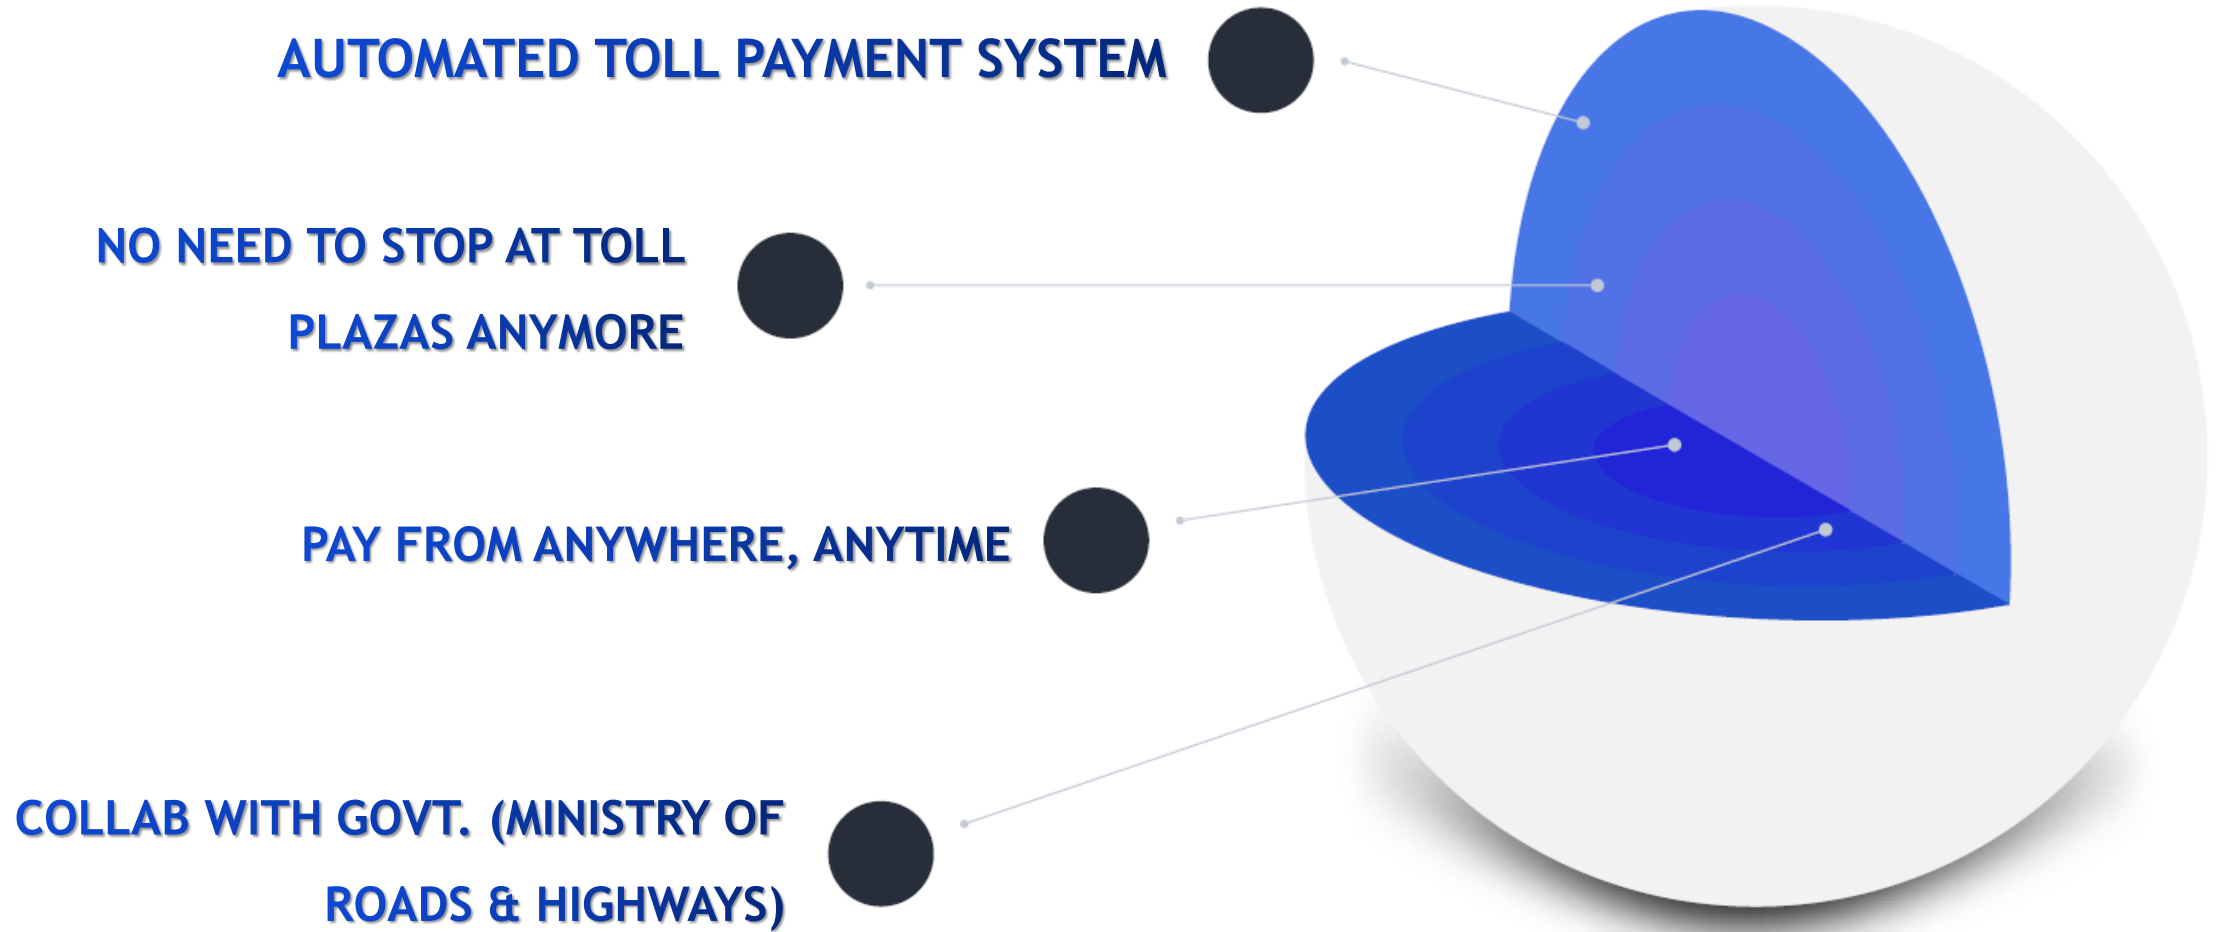 AUTOMATED TOLL PAYMENT SYSTEM
NO NEED TO STOP AT TOLL
PLAZAS ANYMORE
PAY FROM ANYWHERE, ANYTIME
COLLAB WITH GOVT. (MINISTRY OF
ROADS & HIGHWAYS)